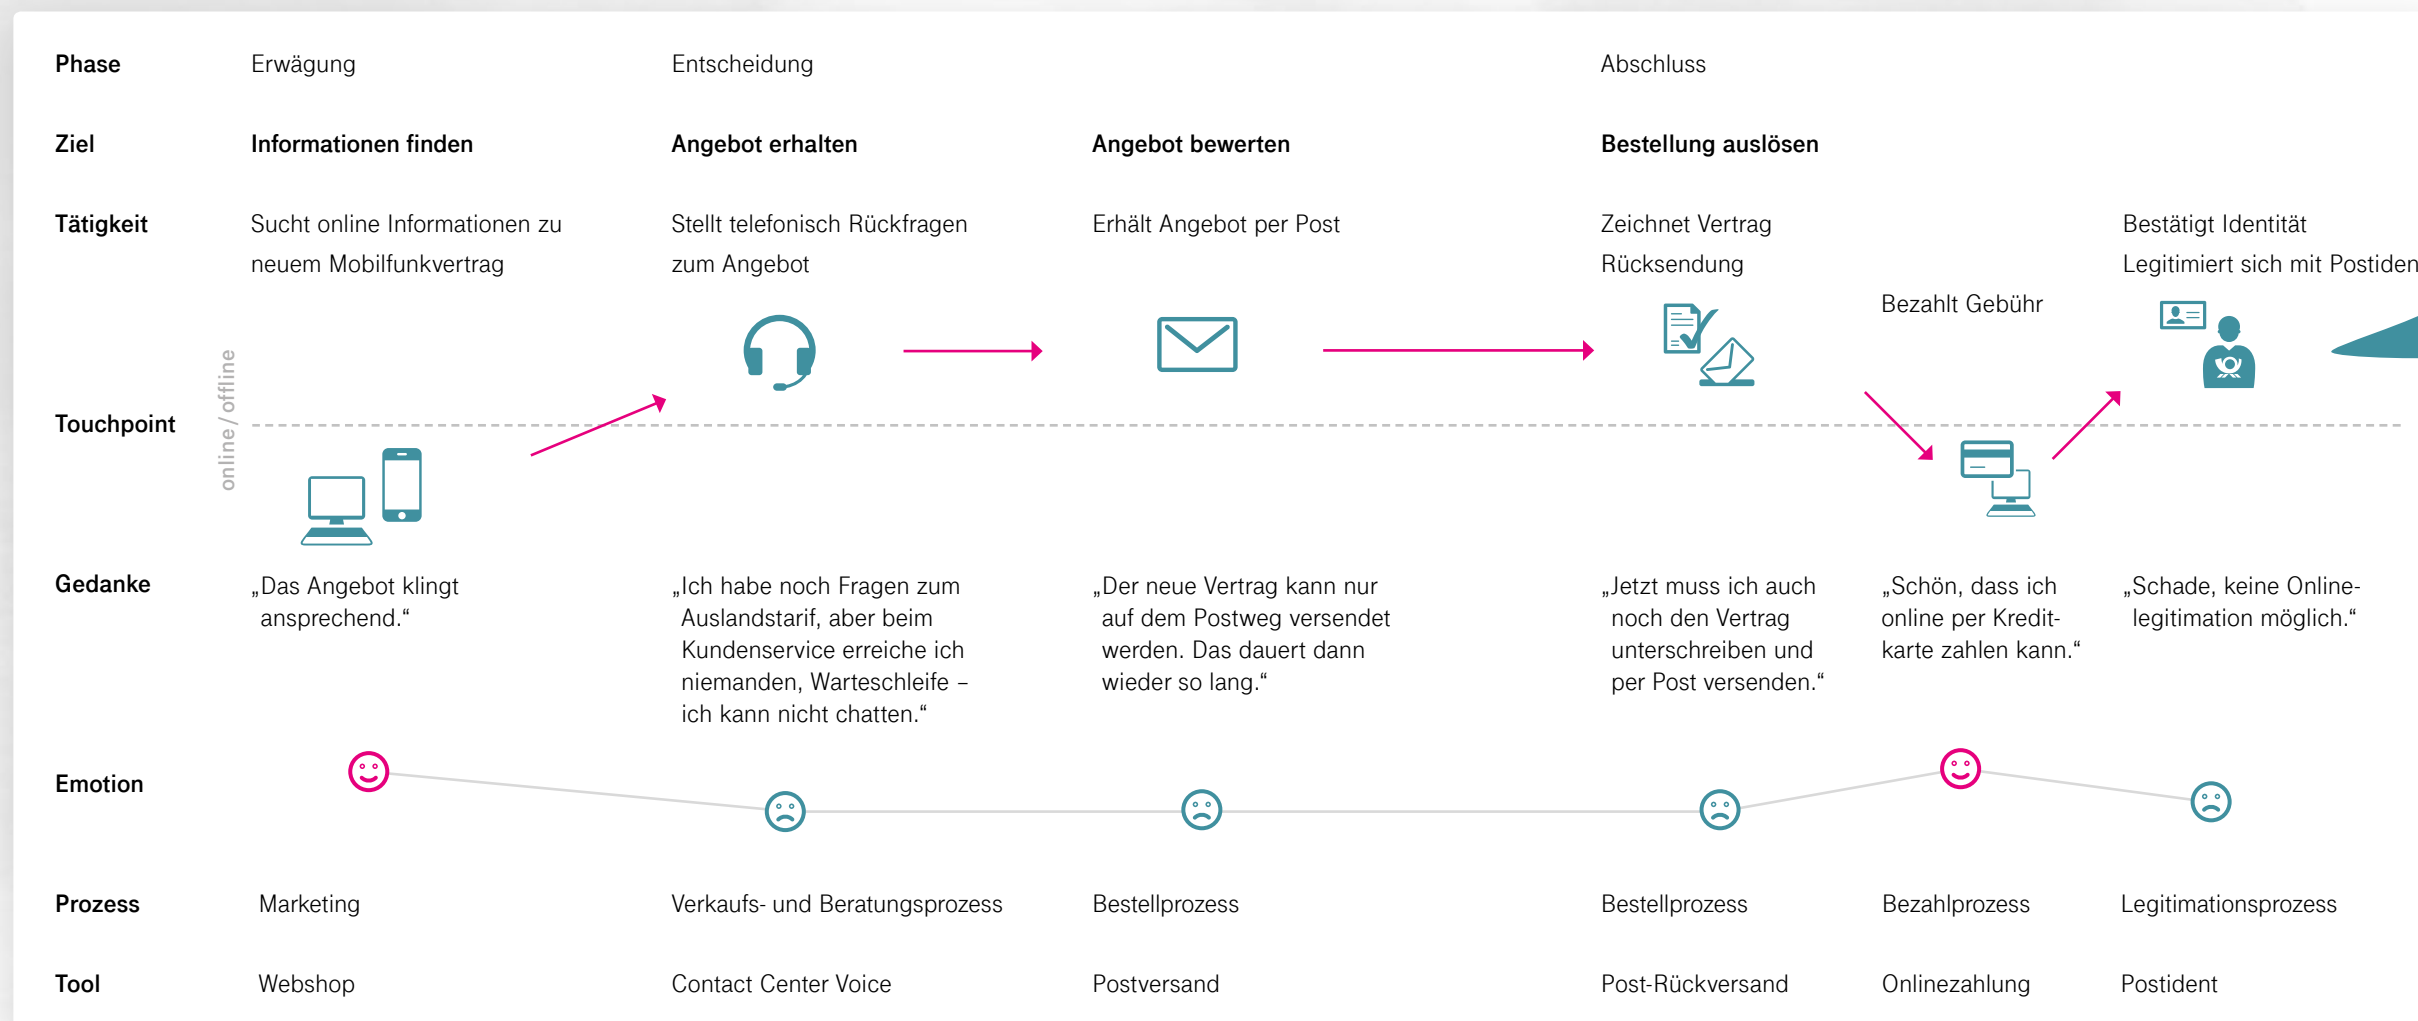 Phase
Erwägung
Entscheidung
Abschluss
Ziel
Informationen finden
Angebot erhalten
Angebot bewerten
Bestellung auslösen
Tätigkeit
Sucht online Informationen zu
neuem Mobilfunkvertrag
Stellt telefonisch Rückfragen
zum Angebot
Erhält Angebot per Post
Zeichnet Vertrag
Rücksendung
Bezahlt Gebühr
Bestätigt Identität
Legitimiert sich mit Postiden
Touchpoint
online / offline
Gedanke
„Das Angebot klingt
ansprechend.“
„Ich habe noch Fragen zum
Auslandstarif, aber beim
Kundenservice erreiche ich
niemanden, Warteschleife –
ich kann nicht chatten.“
„Der neue Vertrag kann nur
auf dem Postweg versendet
werden. Das dauert dann
wieder so lang.“
„Jetzt muss ich auch
noch den Vertrag
unterschreiben und
per Post versenden.“
„Schön, dass ich
online per Kredit-
karte zahlen kann.“
„Schade, keine Online-
legitimation möglich.“
Emotion
Prozess
Marketing
Verkaufs- und Beratungsprozess
Bestellprozess
Bestellprozess
Bezahlprozess
Legitimationsprozess
Tool
Webshop
Contact Center Voice
Postversand
Post-Rückversand
Onlinezahlung
Postident